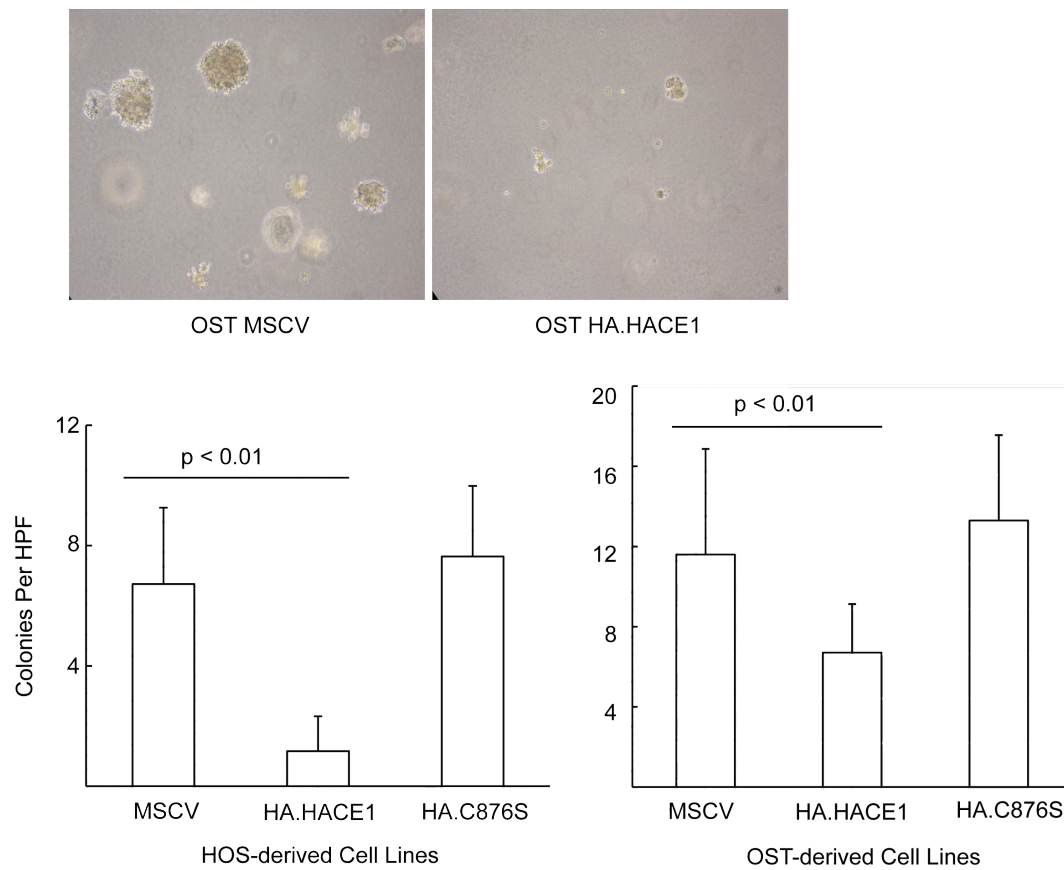 OST MSCV
OST HA.HACE1
12
8
4
Colonies Per HPF
p < 0.01
MSCV
HA.HACE1
HA.C876S
HOS-derived Cell Lines
20
16
12
8
4
p < 0.01
MSCV
HA.HACE1
HA.C876S
OST-derived Cell Lines